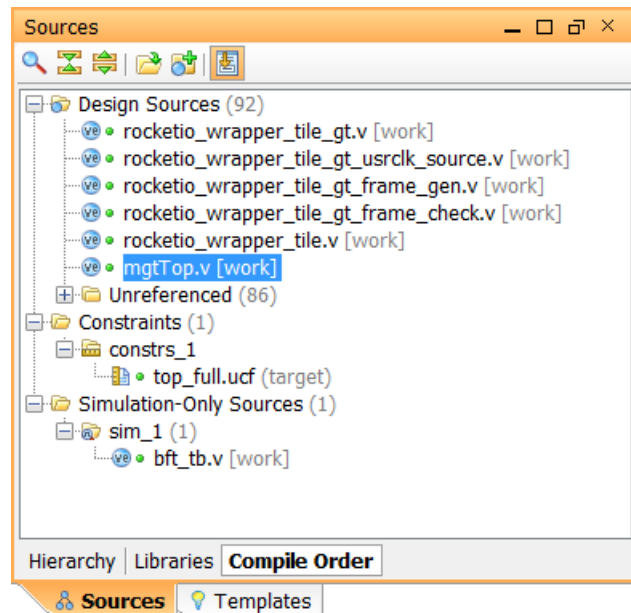 Sources
Design Sources (92)
rocketio_wrapper_tile_gt.v [work]
rocketio_wrapper_tile_gt_usrclk_source.v [work]
rocketio_wrapper_tile_gt_frame_gen.v [work]
rocketio_wrapper_tile_gt_frame_check.v [work]
rocketio_wrapper_tile.v [work]
mgtTop.v [work]
Unreferenced (86)
Constraints (1)
constrs_1
top_full.ucf (target)
Simulation-Only Sources (1)
sim_1 (1)
bft_tb.v [work]
Hierarchy Libraries Compile Order
Sources Templates